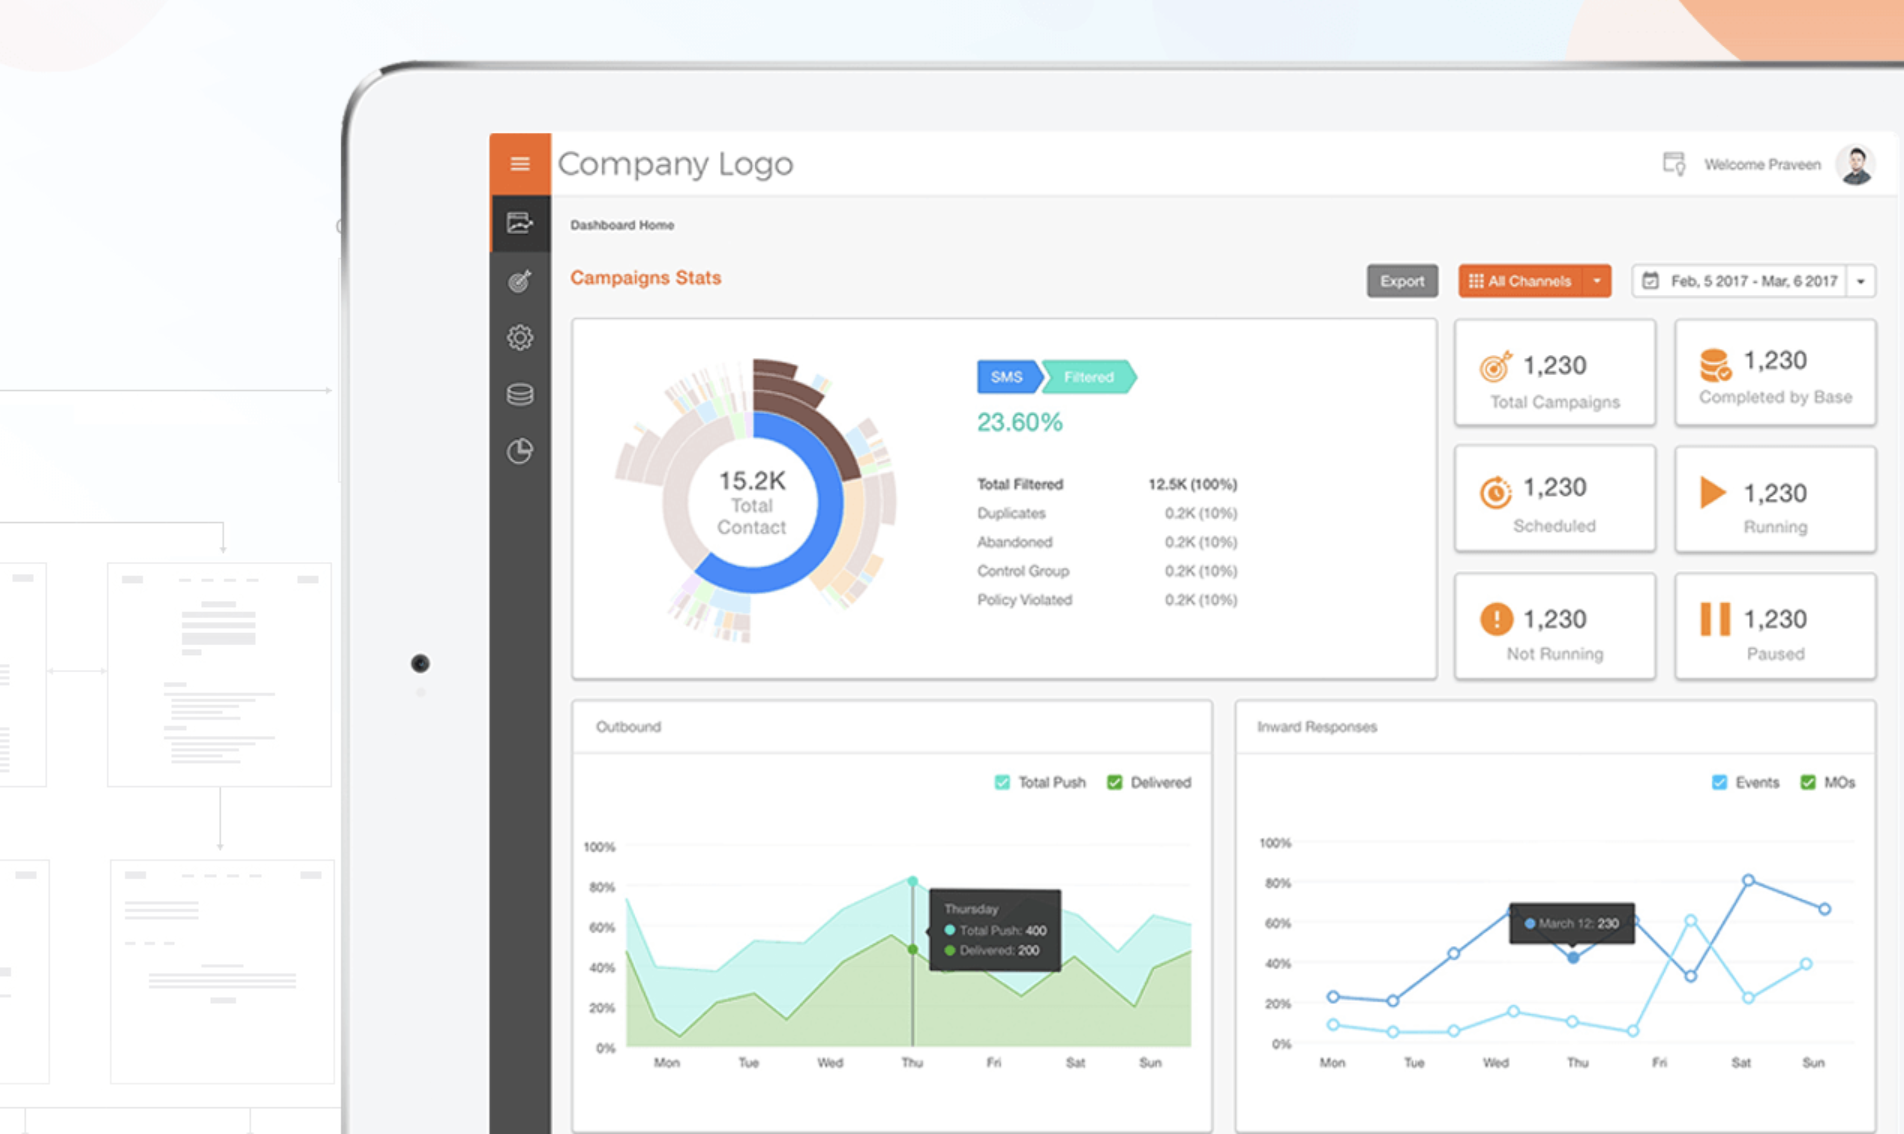 Company Logo
Welcome Praveen
Dashboard Home
Campaigns Stats
Export
All Channels
Feb, 5 2017 - Mar, 6 2017
15.2K
Total
Contact
SMS
Filtered
23.60%
Total Filtered 12.5K (100%)
Duplicates 0.2K (10%)
Abandoned 0.2K (10%)
Control Group 0.2K (10%)
Policy Violated 0.2K (10%)
1,230
Total Campaigns
1,230
Completed by Base
1,230
Scheduled
1,230
Running
1,230
Not Running
1,230
Paused
Outbound
Total Push Delivered
100%
80%
60%
40%
20%
0%
Thursday
Total Push: 400
Delivered: 200
Mon Tue Wed Thu Fri Sat Sun
Inward Responses
Events MOs
100%
80%
60%
40%
20%
0%
March 12: 230
Mon Tue Wed Thu Fri Sat Sun